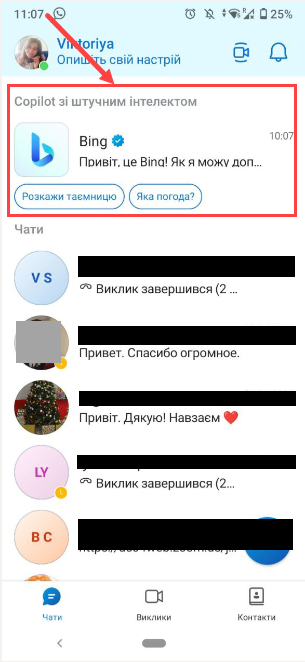 11:07
25%
Viktoriya
Опишіть свій настрій
Copilot зі штучним інтелектом
Bing
10:07
Привіт, це Bing! Як я можу доп...
Розкажи таємницю
Яка погода?
Чати
V S
Виклик завершився (2 ...
Привет. Спасибо огромное.
Привіт. Дякую! Навзаєм ❤️
LY
Виклик завершився (2...
B C
Чати
Виклики
Контакти